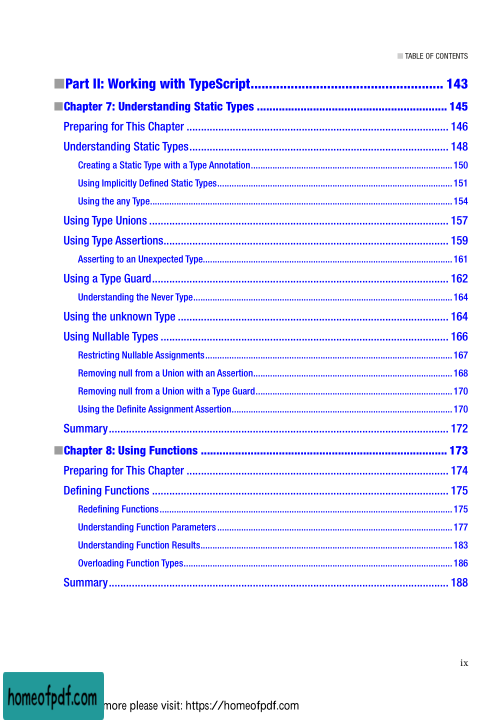 ■ TABLE OF CONTENTS
■Part II: Working with TypeScript..................................................... 143
■Chapter 7: Understanding Static Types ............................................................. 145
Preparing for This Chapter ........................................................................................... 146
Understanding Static Types.......................................................................................... 148
Creating a Static Type with a Type Annotation..................................................................................... 150
Using Implicitly Defined Static Types................................................................................................... 151
Using the any Type............................................................................................................................... 154
Using Type Unions ........................................................................................................ 157
Using Type Assertions................................................................................................... 159
Asserting to an Unexpected Type......................................................................................................... 161
Using a Type Guard........................................................................................................ 162
Understanding the Never Type............................................................................................................. 164
Using the unknown Type ............................................................................................... 164
Using Nullable Types ..................................................................................................... 166
Restricting Nullable Assignments........................................................................................................ 167
Removing null from a Union with an Assertion.................................................................................... 168
Removing null from a Union with a Type Guard................................................................................... 170
Using the Definite Assignment Assertion............................................................................................. 170
Summary....................................................................................................................... 172
■Chapter 8: Using Functions ............................................................................... 173
Preparing for This Chapter ........................................................................................... 174
Defining Functions ........................................................................................................ 175
Redefining Functions............................................................................................................................ 175
Understanding Function Parameters.................................................................................................... 177
Understanding Function Results.......................................................................................................... 183
Overloading Function Types................................................................................................................. 186
Summary....................................................................................................................... 188
ix
homeofpdf.com
more please visit: https://homeofpdf.com